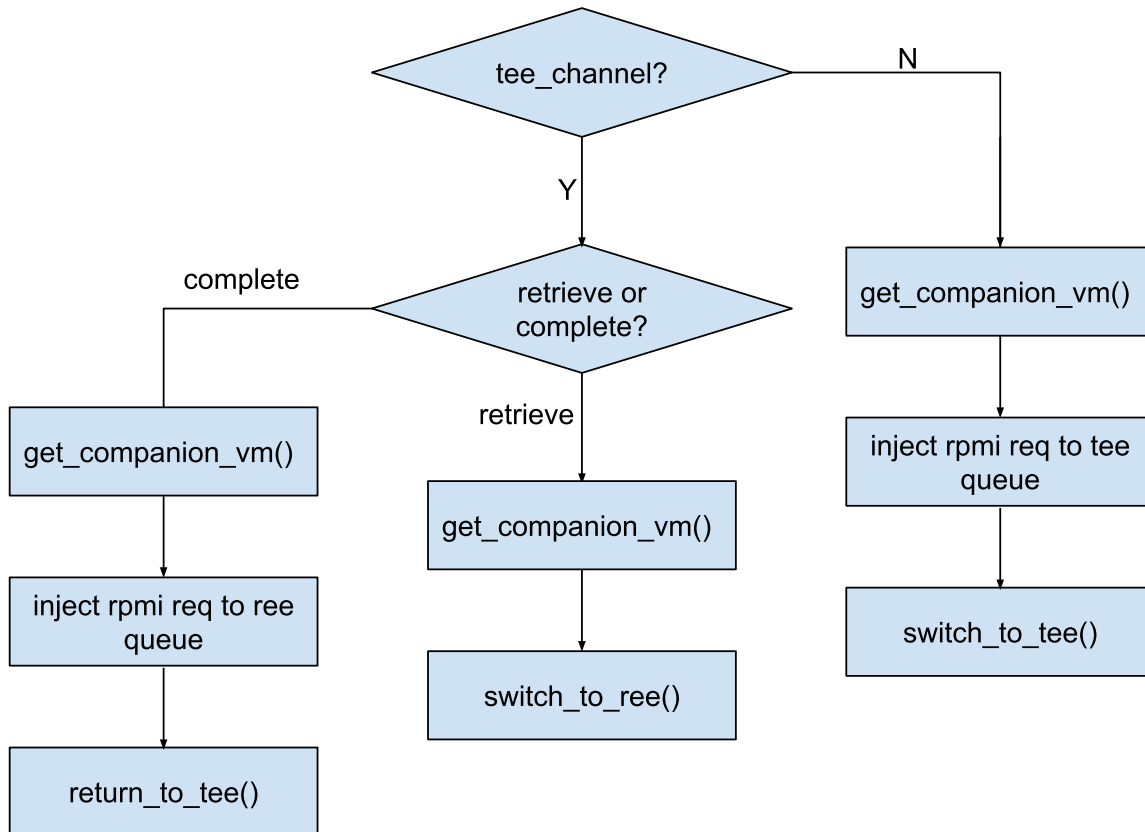 tee_channel?
N
Y
complete
retrieve or
complete?
get_companion_vm()
retrieve
get_companion_vm()
inject rpmi req to tee
queue
get_companion_vm()
inject rpmi req to ree
queue
switch_to_tee()
switch_to_ree()
return_to_tee()